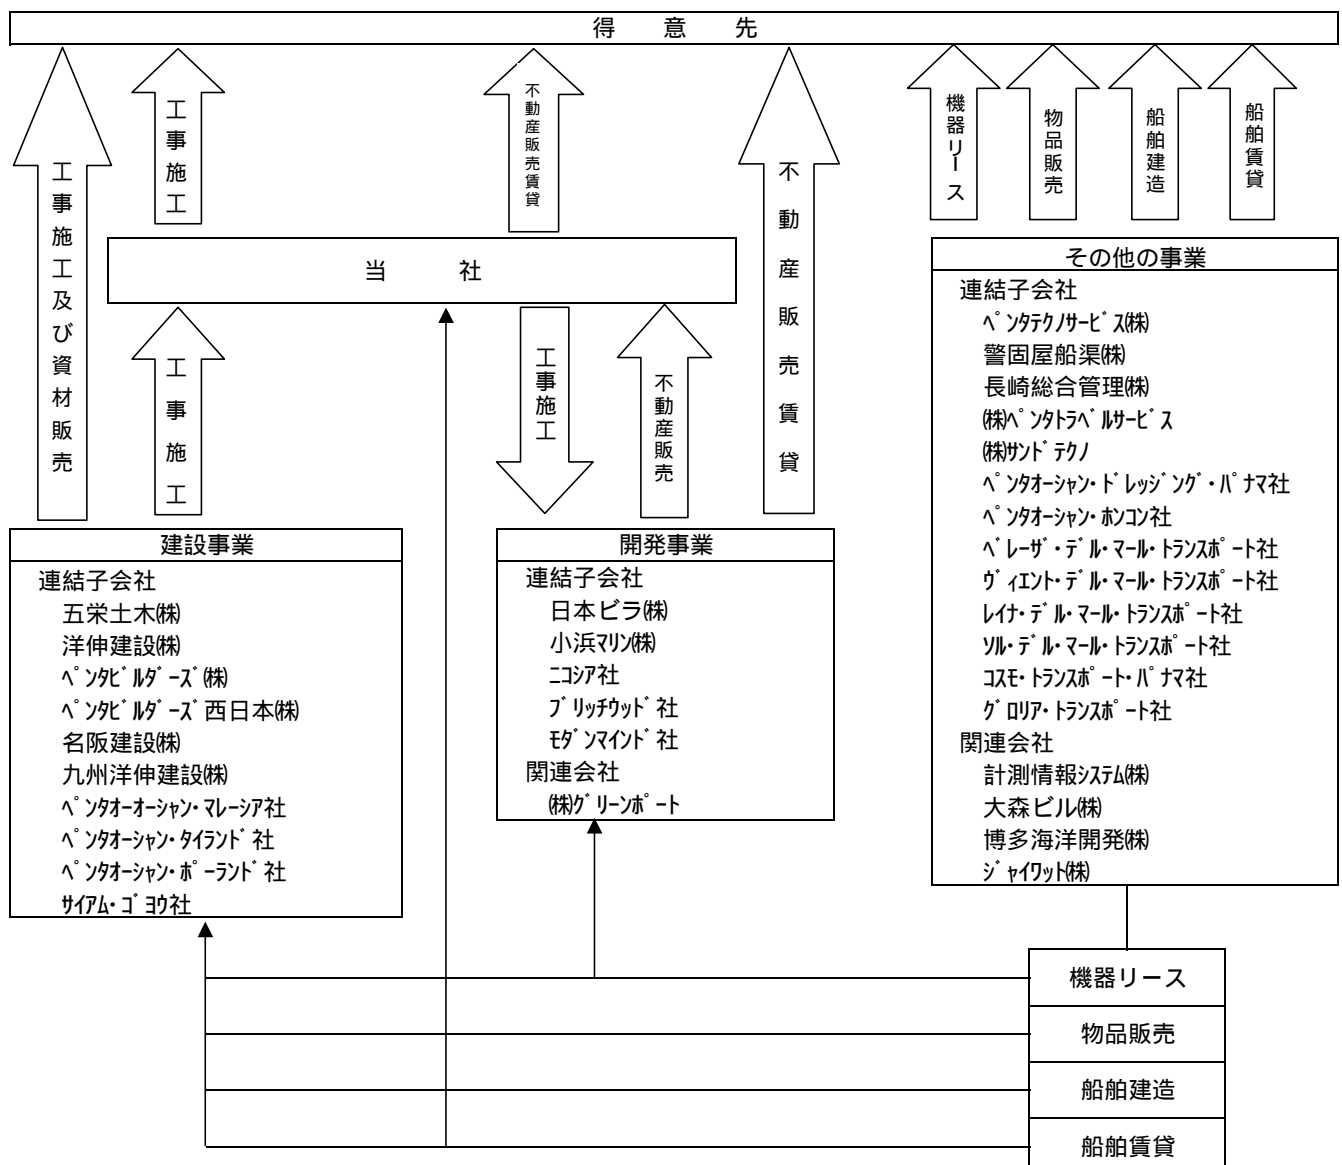 得意先
工事施工及び資材販売
工事施工
不動産販売賃貸
不動産販売賃貸
機器リース
物品販売
船舶建造
船舶賃貸
当社
工事施工
工事施工
不動産販売
建設事業
連結子会社
五栄土木㈱
洋伸建設㈱
ﾍﾟﾝﾀﾋﾞﾙﾀﾞｰｽﾞ㈱
ﾍﾟﾝﾀﾋﾞﾙﾀﾞｰｽﾞ西日本㈱
名阪建設㈱
九州洋伸建設㈱
ﾍﾟﾝﾀオｰオｰｼｬﾝ･ﾏﾚｰｼｱ社
ﾍﾟﾝﾀｵｰｼｬﾝ･ﾀｲﾗﾝﾄﾞ社
ﾍﾟﾝﾀｵｰｼｬﾝ･ﾎﾟｰﾗﾝﾄﾞ社
ｻｲｱﾑ･ｺﾞﾖｳ社
開発事業
連結子会社
日本ビラ㈱
小浜ﾏﾘﾝ㈱
ﾆｺｼｱ社
ﾌﾞﾘｯﾁｳｯﾄﾞ社
ﾓﾀﾞﾝﾏｲﾝﾄﾞ社
関連会社
㈱ｸﾞﾘｰﾝﾎﾟｰﾄ
その他の事業
連結子会社
ﾍﾟﾝﾀﾃｸﾉｻｰﾋﾞｽ㈱
警固屋船渠㈱
長崎総合管理㈱
㈱ﾍﾟﾝﾀﾄﾗﾍﾞﾙｻｰﾋﾞｽ
㈱ｻﾝﾄﾞﾃｸﾉ
ﾍﾟﾝﾀｵｰｼｬﾝ･ﾄﾞﾚｯｼﾞﾝｸﾞ･ﾊﾟﾅﾏ社
ﾍﾟﾝﾀｵｰｼｬﾝ･ﾎﾝｺﾝ社
ﾍﾞﾚｰｻﾞ･ﾃﾞﾙ･ﾏｰﾙ･ﾄﾗﾝｽﾎﾟｰﾄ社
ｳﾞｨｴﾝﾄ･ﾃﾞﾙ･ﾏｰﾙ･ﾄﾗﾝｽﾎﾟｰﾄ社
ﾚｲﾅ･ﾃﾞﾙ･ﾏｰﾙ･ﾄﾗﾝｽﾎﾟｰﾄ社
ｿﾙ･ﾃﾞﾙ･ﾏｰﾙ･ﾄﾗﾝｽﾎﾟｰﾄ社
ｺｽﾓ･ﾄﾗﾝｽﾎﾟｰﾄ･ﾊﾟﾅﾏ社
ｸﾞﾛﾘｱ･ﾄﾗﾝｽﾎﾟｰﾄ社
関連会社
計測情報ｼｽﾃﾑ㈱
大森ビル㈱
博多海洋開発㈱
ｼﾞｬｲﾜｯﾄ㈱
機器リース
物品販売
船舶建造
船舶賃貸